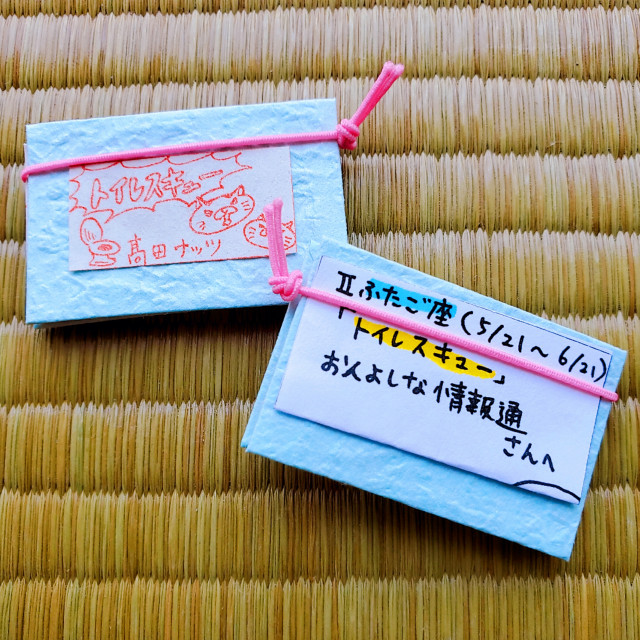 トイレスキュー
高田ナッツ
Ⅱふたご座(5/21〜6/21)
「トイレスキュー」
お人よしな情報通
さんへ